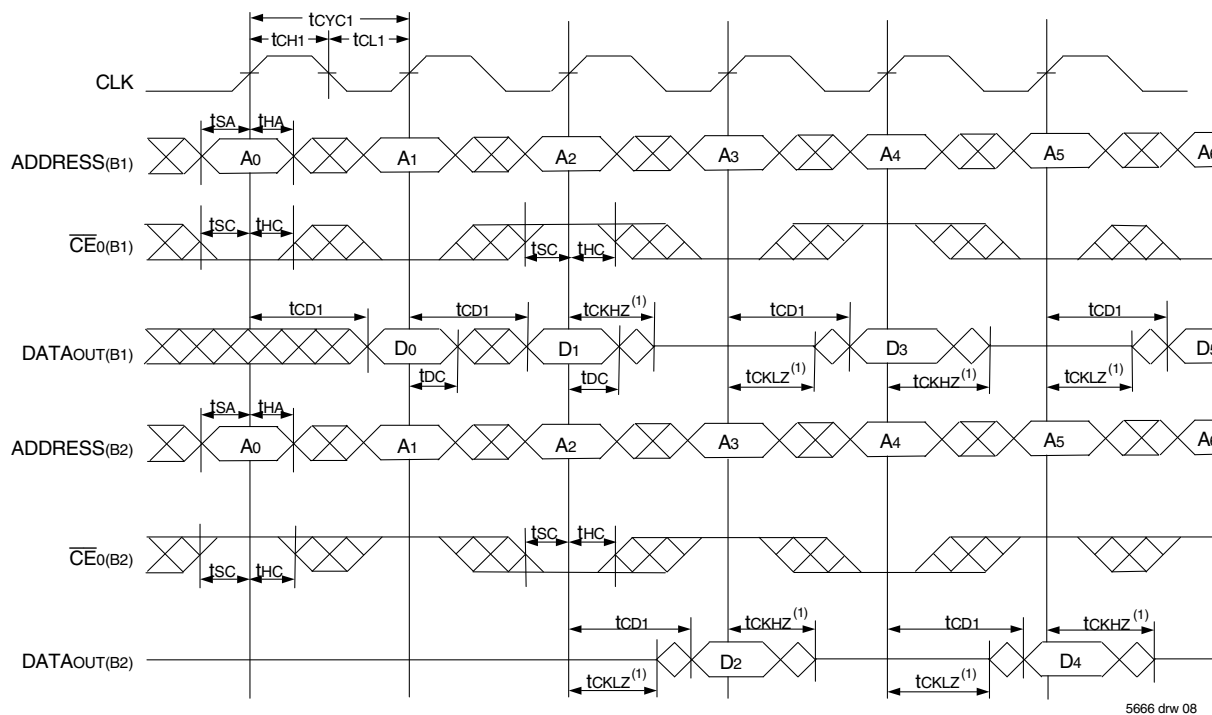 tCYC1
tCH1 tCL1
CLK
tSA tHA
ADDRESS(B1) A0 A1 A2 A3 A4 A5 A6
tSC tHC
CE0(B1)
tSC tHC
tCD1 tCD1 tCKHZ(1) tCD1 tCD1
DATAOUT(B1) D0 D1 D3 D5
tDC tDC tCKLZ(1) tCKHZ(1) tCKLZ(1)
tSA tHA
ADDRESS(B2) A0 A1 A2 A3 A4 A5 A6
tSC tHC
CE0(B2)
tSC tHC
tCD1 tCKHZ(1) tCD1 tCKHZ(1)
DATAOUT(B2) D2 D4
tCKLZ(1) tCKLZ(1)
5666 drw 08